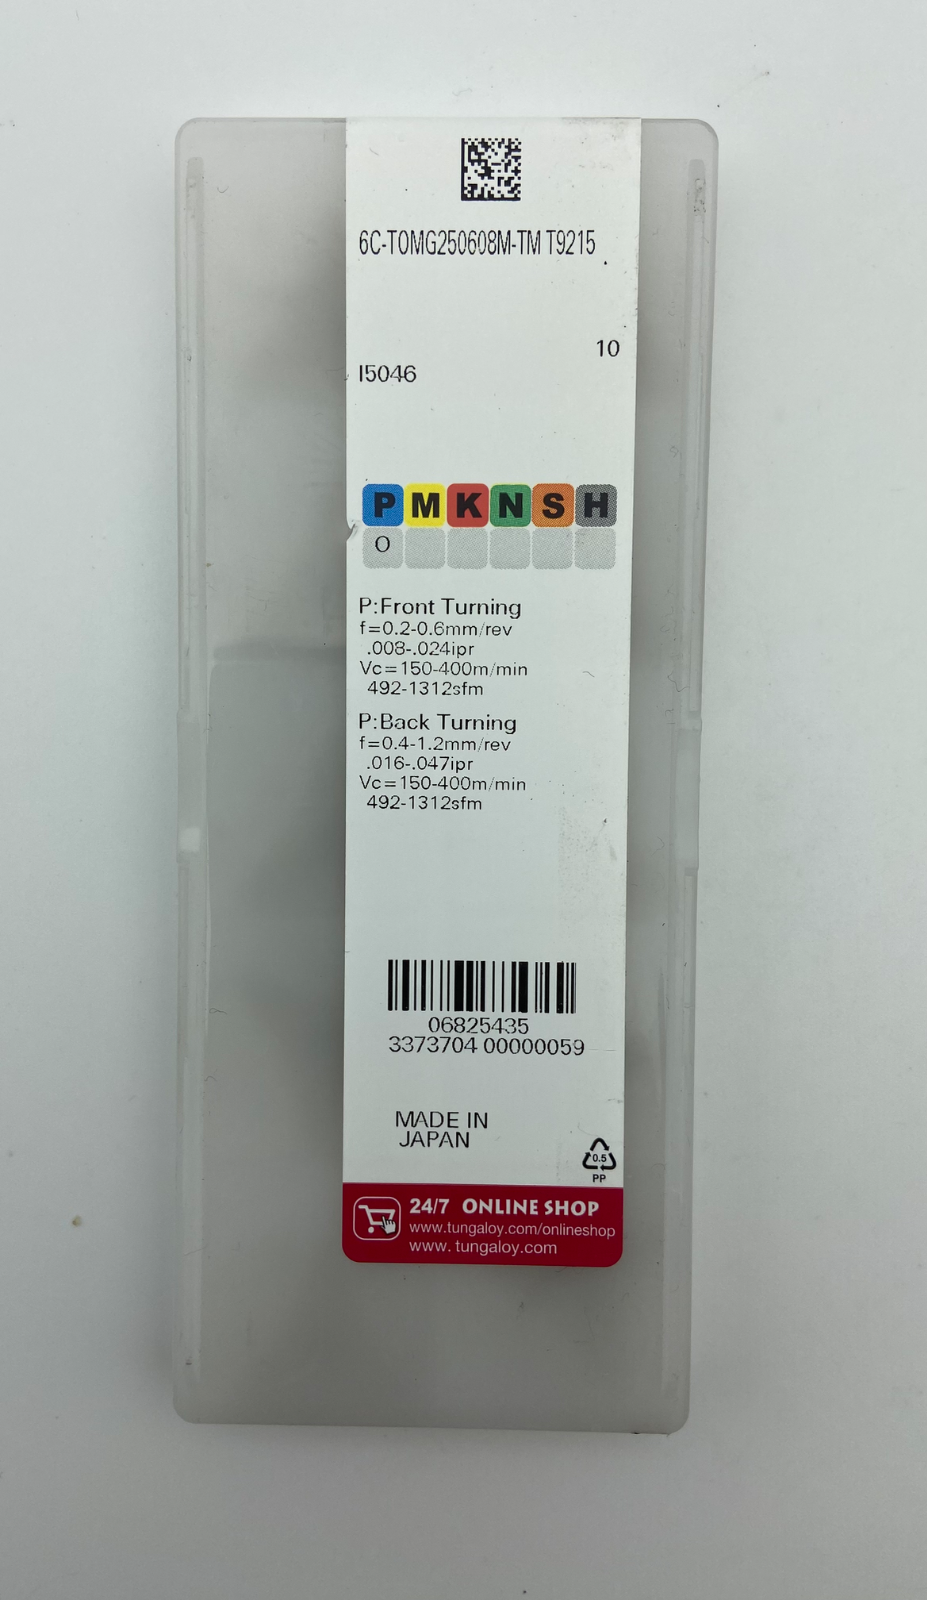 6C-TOMG250608M-TM T9215
10
I5046
P M K N S H
O
P:Front Turning
f=0.2-0.6mm/rev
.008-.024ipr
Vc=150-400m/min
492-1312sfm
P:Back Turning
f=0.4-1.2mm/rev
.016-.047ipr
Vc=150-400m/min
492-1312sfm
06825435
3373704 00000059
MADE IN
JAPAN
0.5
PP
24/7 ONLINE SHOP
www.tungaloy.com/onlineshop
www. tungaloy.com